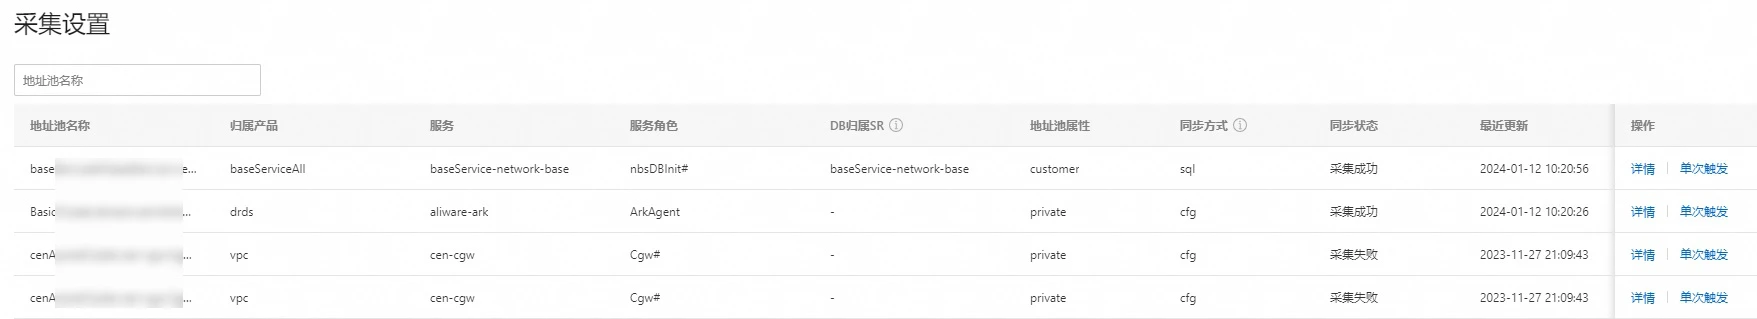 采集设置
地址池名称
地址池名称 归属产品 服务 服务角色 DB归属SR 地址池属性 同步方式 同步状态 最近更新 操作
base e... baseServiceAll baseService-network-base nbsDBInit# baseService-network-base customer sql 采集成功 2024-01-12 10:20:56 详情 单次触发
Basic ... drds aliware-ark ArkAgent - private cfg 采集成功 2024-01-12 10:20:26 详情 单次触发
cenA ... vpc cen-cgw Cgw# - private cfg 采集失败 2023-11-27 21:09:43 详情 单次触发
cenA ... vpc cen-cgw Cgw# - private cfg 采集失败 2023-11-27 21:09:43 详情 单次触发